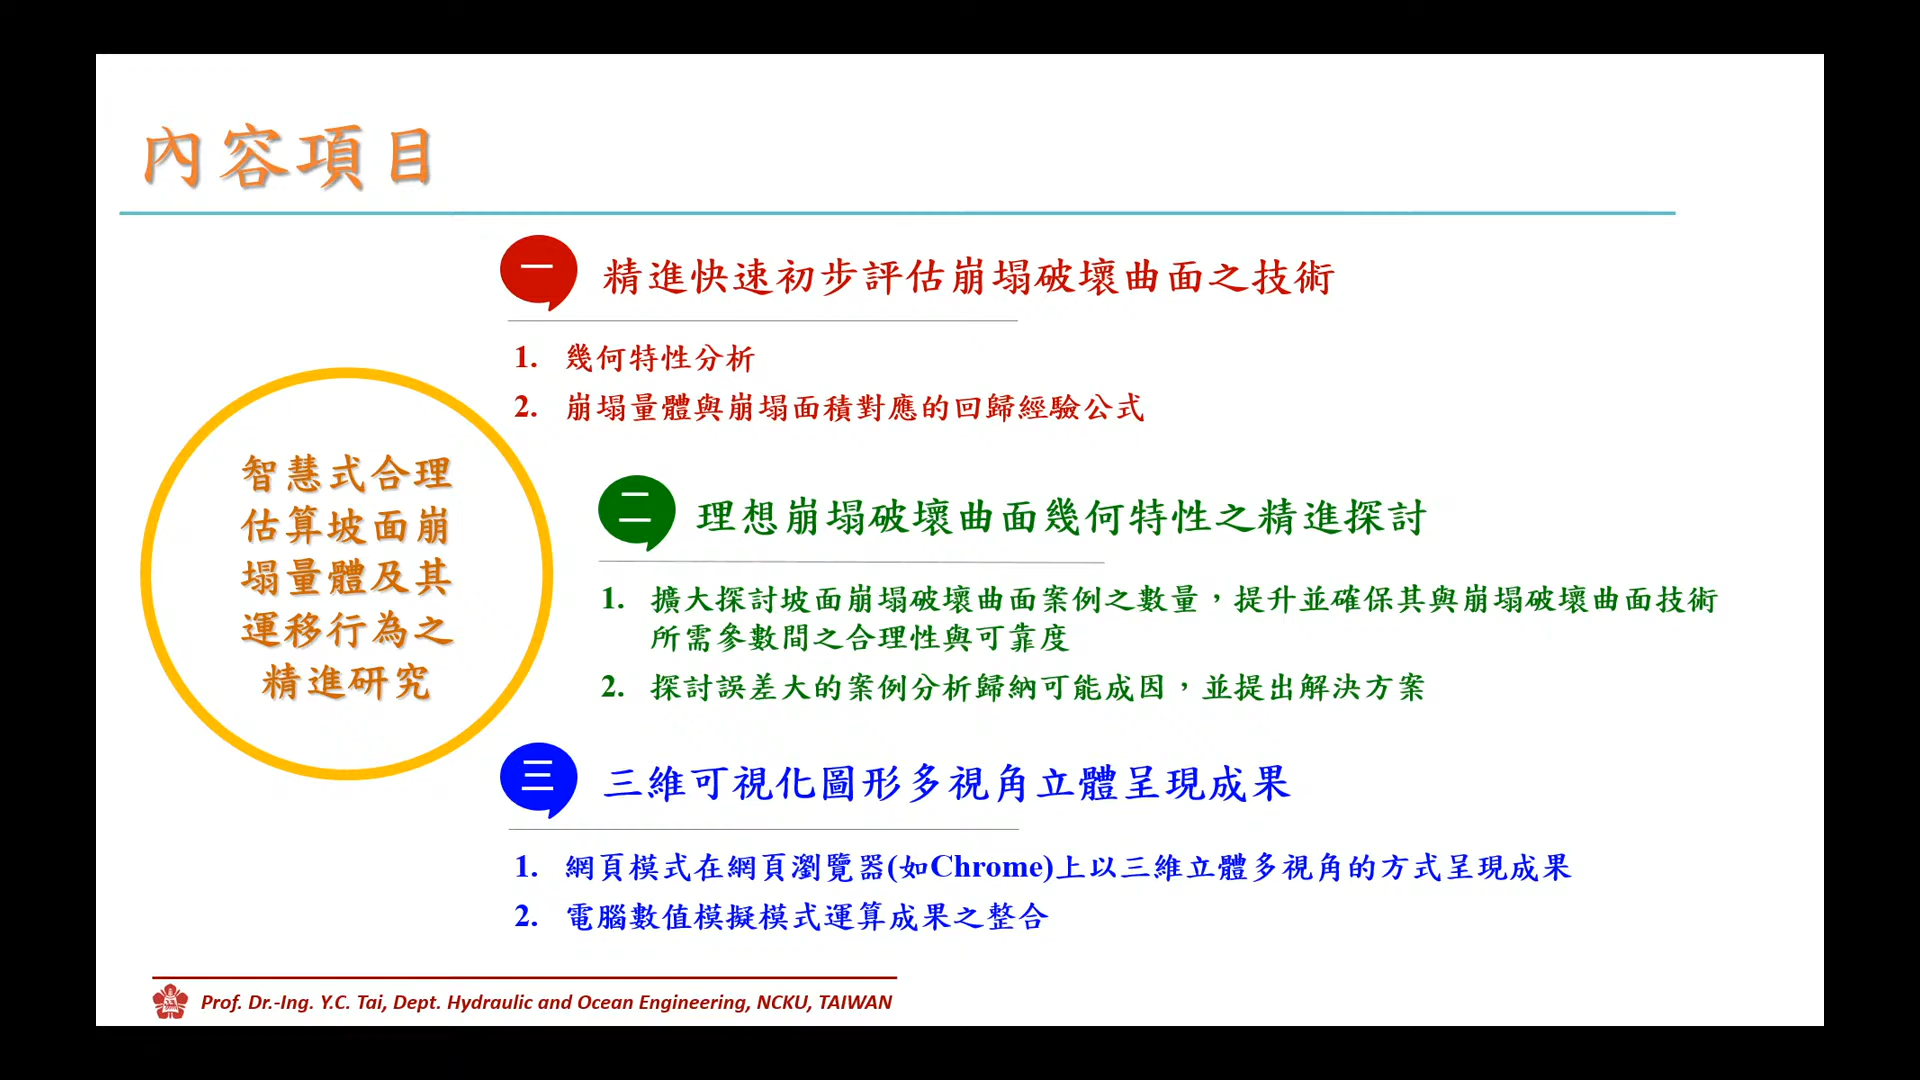 內容項目
一 精進快速初步評估崩塌破壞曲面之技術
1. 幾何特性分析
2. 崩塌量體與崩塌面積對應的回歸經驗公式
智慧式合理
估算坡面崩
塌量體及其
運移行為之
精進研究
二 理想崩塌破壞曲面幾何特性之精進探討
1. 擴大探討坡面崩塌破壞曲面案例之數量，提升並確保其與崩塌破壞曲面技術
所需參數間之合理性與可靠度
2. 探討誤差大的案例分析歸納可能成因，並提出解決方案
三 三維可視化圖形多視角立體呈現成果
1. 網頁模式在網頁瀏覽器(如Chrome)上以三維立體多視角的方式呈現成果
2. 電腦數值模擬模式運算成果之整合
Prof. Dr.-Ing. Y.C. Tai, Dept. Hydraulic and Ocean Engineering, NCKU, TAIWAN